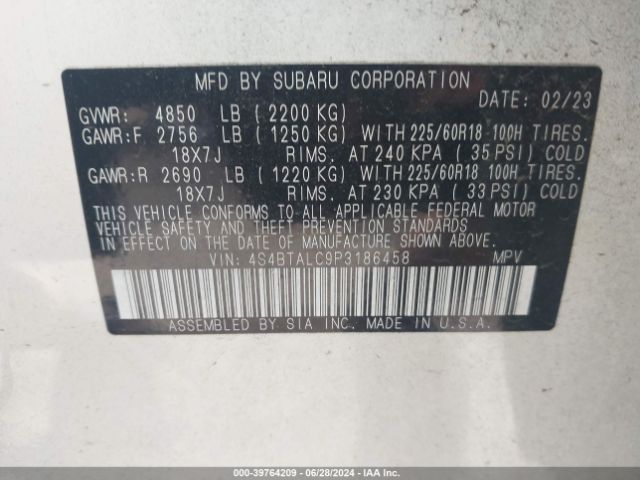 MFD BY SUBARU CORPORATION
DATE: 02/23
GVWR: 4850 LB ( 2200 KG)
GAWR:F 2756 LB ( 1250 KG) WITH 225/60R18 100H TIRES.
18X7J RIMS. AT 240 KPA ( 35 PSI) COLD
GAWR:R 2690 LB ( 1220 KG) WITH 225/60R18 100H TIRES.
18X7J RIMS. AT 230 KPA ( 33 PSI) COLD
THIS VEHICLE CONFORMS TO ALL APPLICABLE FEDERAL MOTOR
VEHICLE SAFETY AND THEFT PREVENTION STANDARDS
IN EFFECT ON THE DATE OF MANUFACTURE SHOWN ABOVE.
VIN: 4S4BTALC9P3186458 MPV
ASSEMBLED BY SIA INC. MADE IN U.S.A.
000-39764209 | 06/28/2024 | IAA Inc.